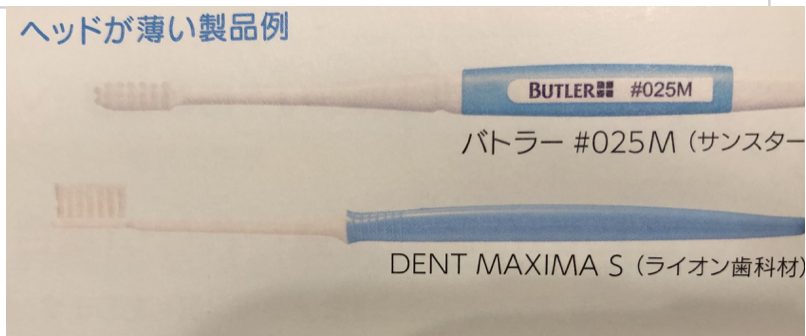 ヘッドが薄い製品例
BUTLER #025M
バトラー #025M（サンスター
DENT MAXIMA S（ライオン歯科材）